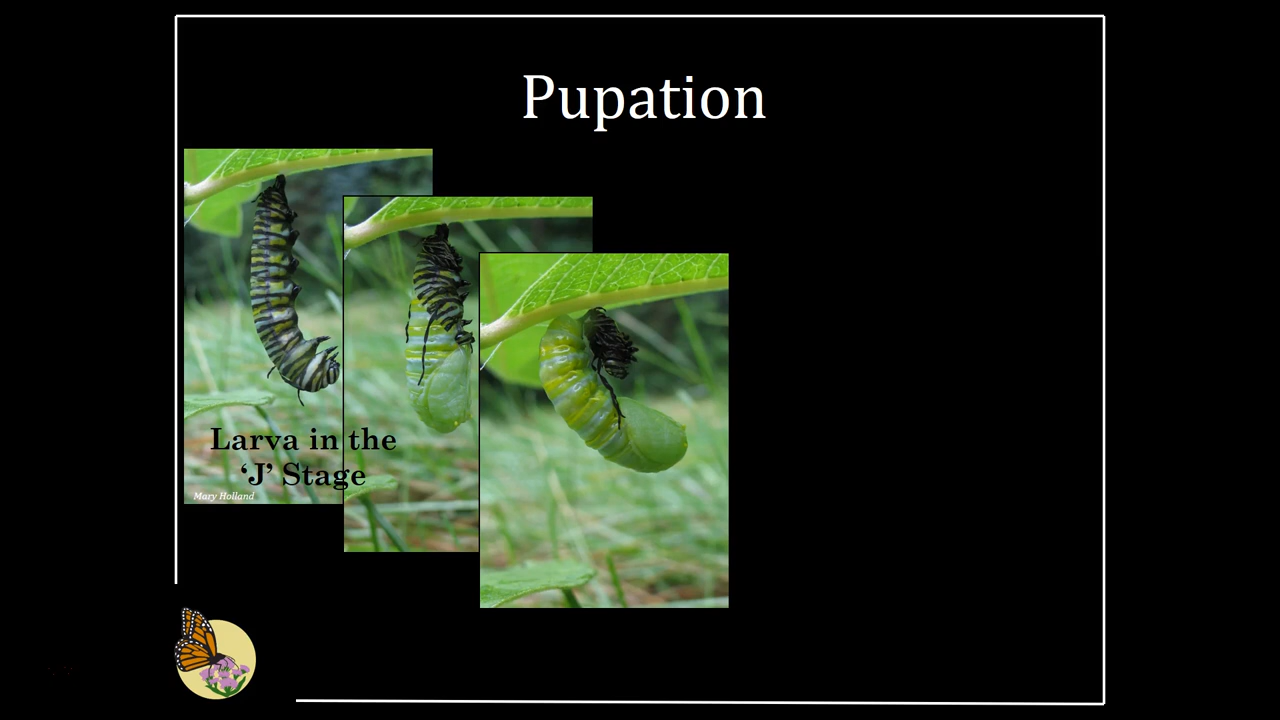 Pupation
Larva in the
‘J’ Stage
Mary Holland